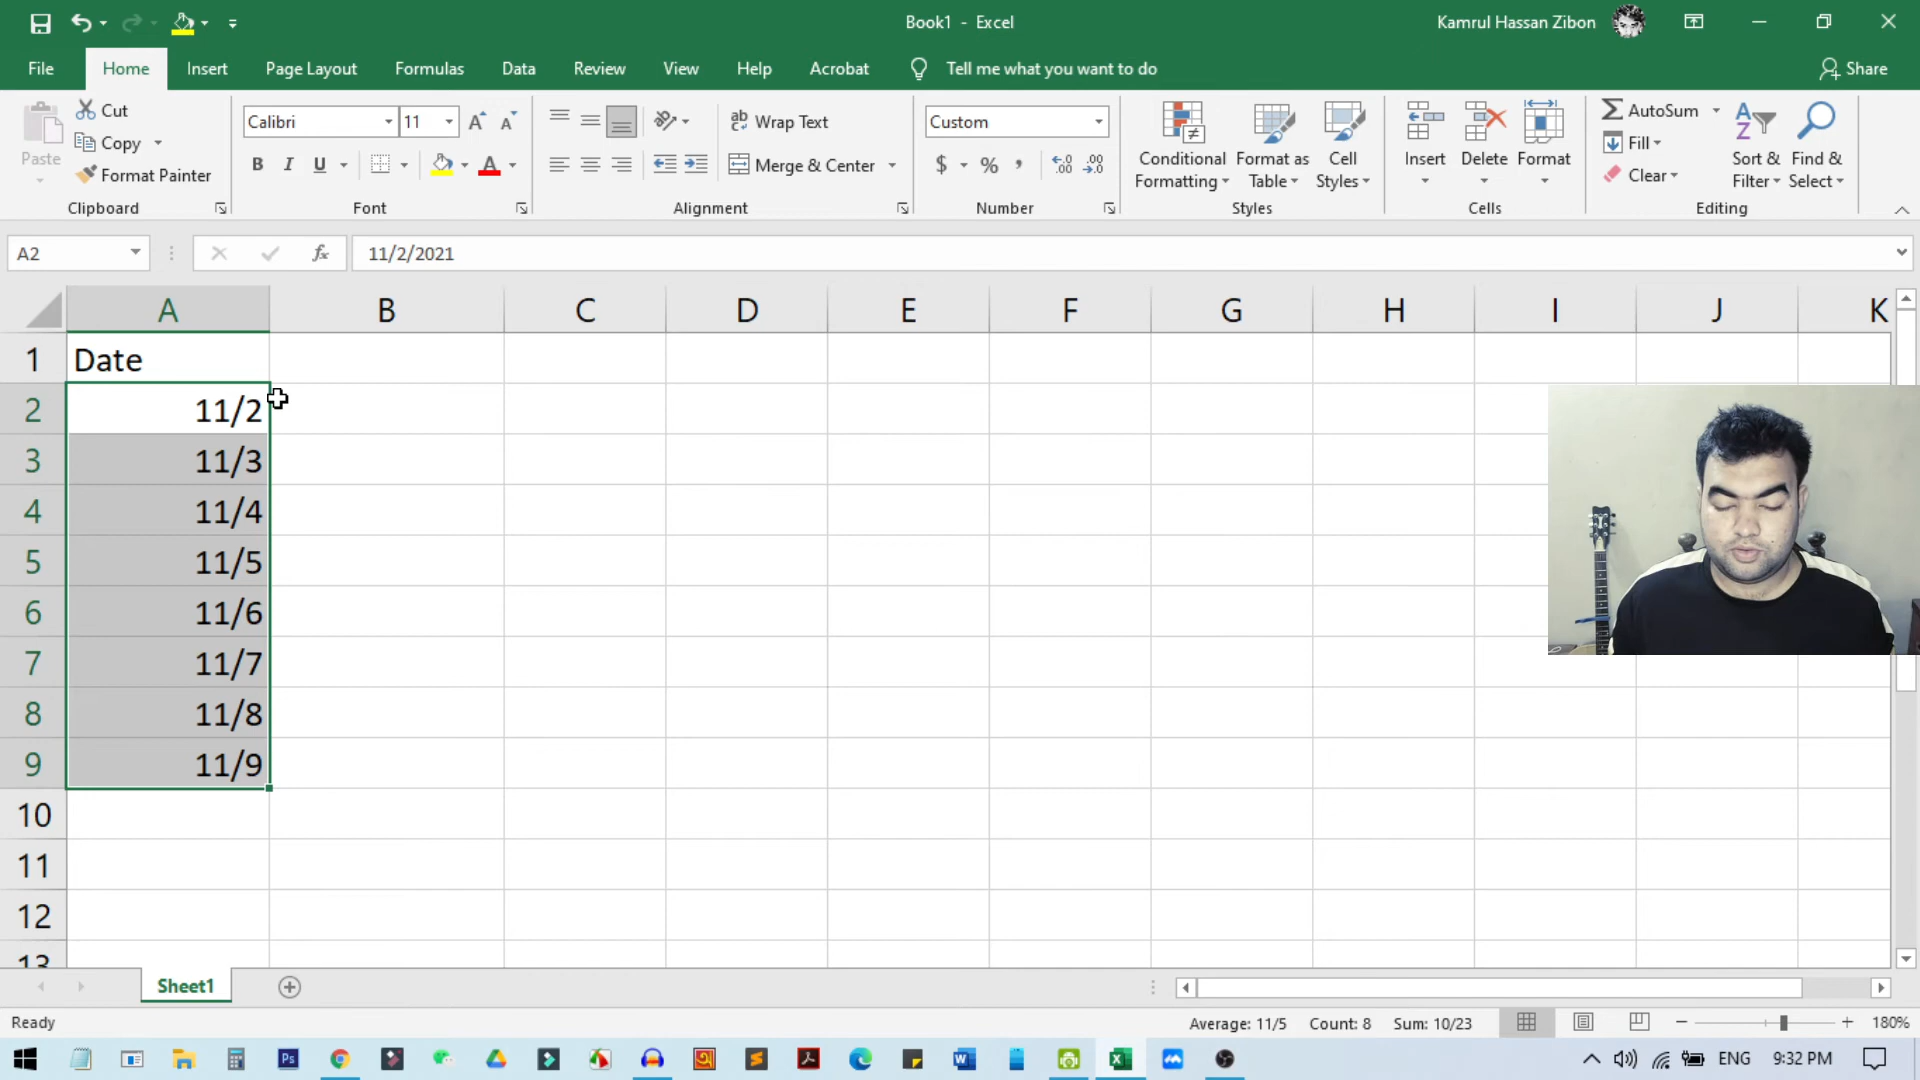 Book1 - Excel
Kamrul Hassan Zibon
File Home Insert Page Layout Formulas Data Review View Help Acrobat Tell me what you want to do Share
Paste
Cut
Copy
Format Painter
Clipboard
Calibri 11
B I U A
Font
Wrap Text
Merge & Center
Alignment
Custom
$ % ,
Number
Conditional Formatting
Format as Table
Cell Styles
Styles
Insert
Delete
Format
Cells
AutoSum
Fill
Clear
Sort & Filter
Find & Select
Editing
A2 fx 11/2/2021
A B C D E F G H I J K
1 Date
2 11/2
3 11/3
4 11/4
5 11/5
6 11/6
7 11/7
8 11/8
9 11/9
10
11
12
13
Sheet1
Ready Average: 11/5 Count: 8 Sum: 10/23 180%
ENG 9:32 PM